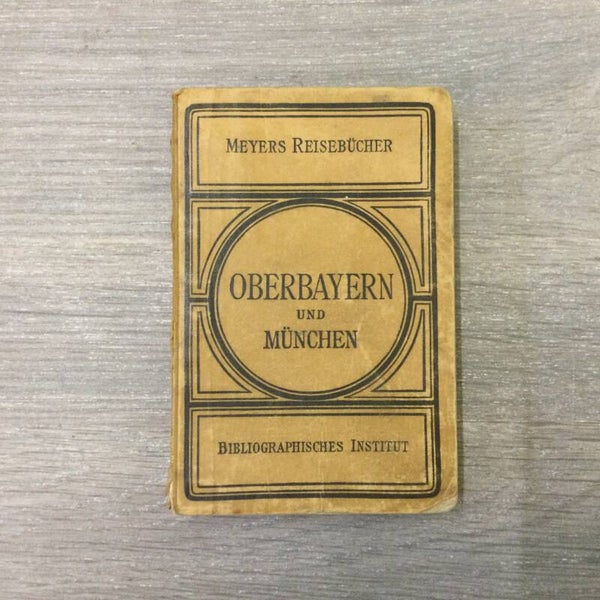 MEYERS REISEBÜCHER
OBERBAYERN
UND
MÜNCHEN
BIBLIOGRAPHISCHES INSTITUT